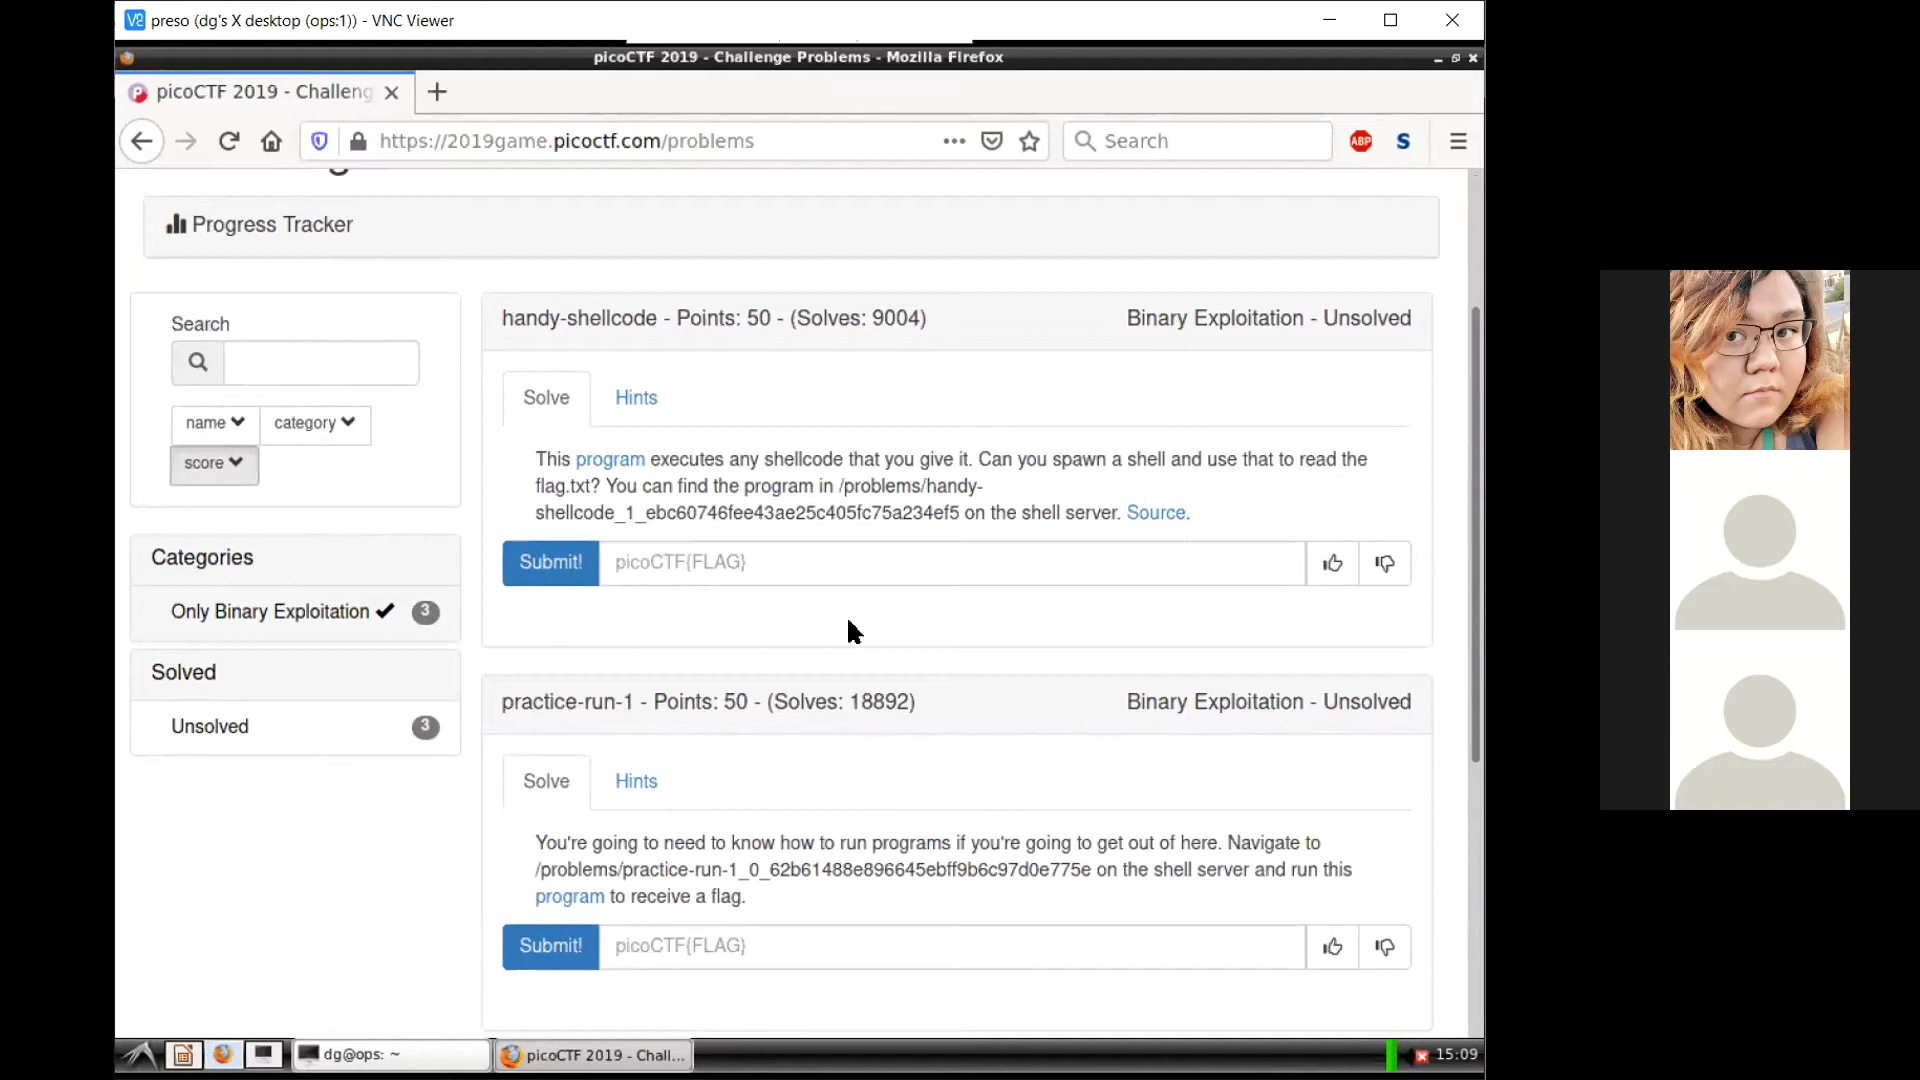 preso (dg's X desktop (ops:1)) - VNC Viewer
picoCTF 2019 - Challenge Problems - Mozilla Firefox
picoCTF 2019 - Challeng
https://2019game.picoctf.com/problems
Search
ABP
S
Progress Tracker
Search
name
category
score
Categories
Only Binary Exploitation 3
Solved
Unsolved 3
handy-shellcode - Points: 50 - (Solves: 9004) Binary Exploitation - Unsolved
Solve Hints
This program executes any shellcode that you give it. Can you spawn a shell and use that to read the
flag.txt? You can find the program in /problems/handy-
shellcode_1_ebc60746fee43ae25c405fc75a234ef5 on the shell server. Source.
Submit! picoCTF{FLAG}
practice-run-1 - Points: 50 - (Solves: 18892) Binary Exploitation - Unsolved
Solve Hints
You're going to need to know how to run programs if you're going to get out of here. Navigate to
/problems/practice-run-1_0_62b61488e896645ebff9b6c97d0e775e on the shell server and run this
program to receive a flag.
Submit! picoCTF{FLAG}
dg@ops: ~
picoCTF 2019 - Chall...
15:09